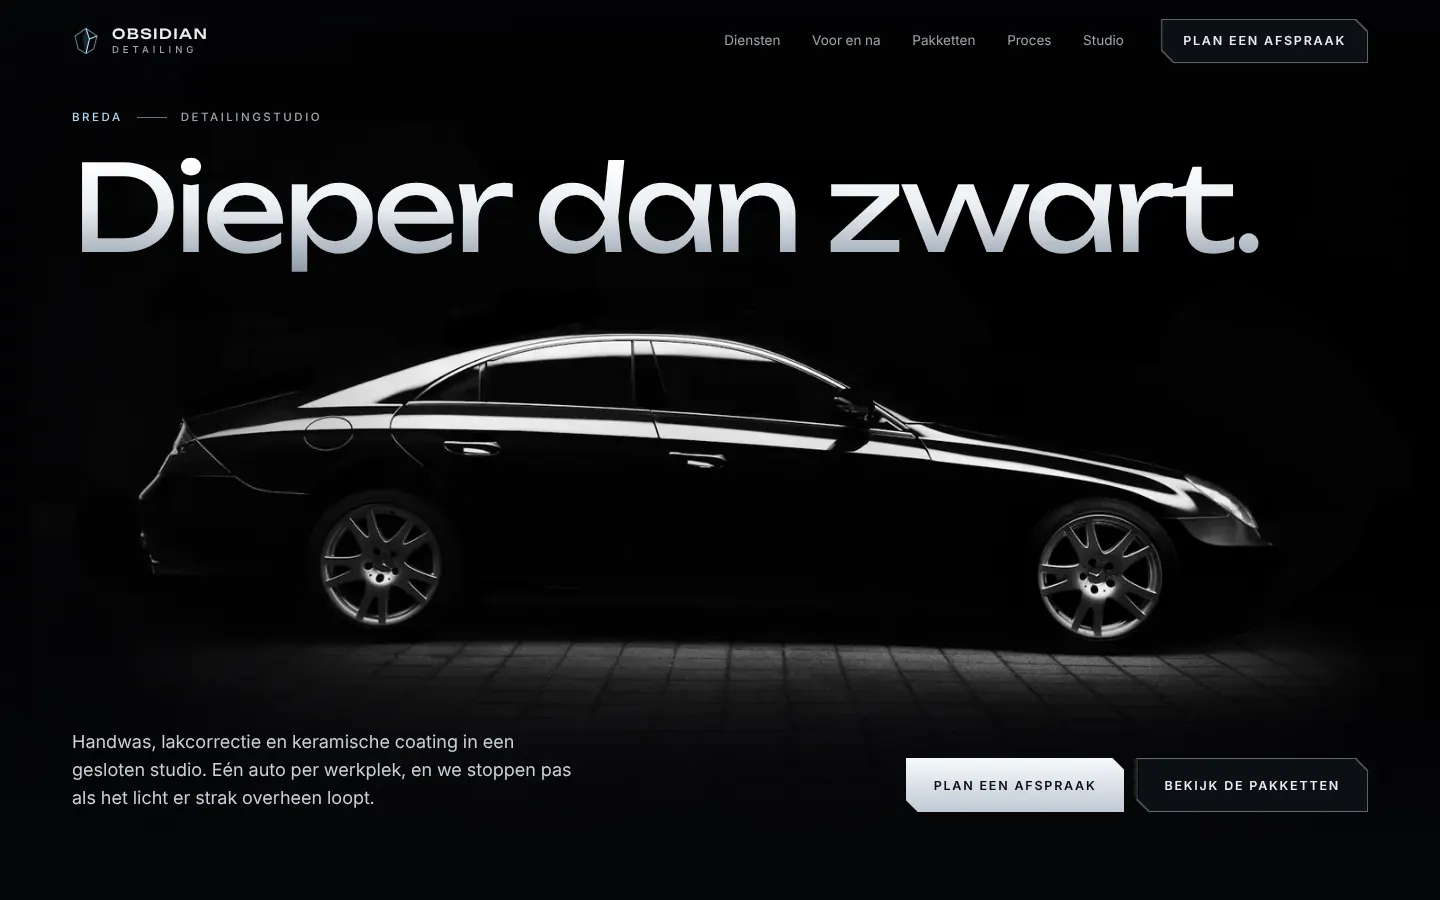 OBSIDIAN
DETAILING
Diensten
Voor en na
Pakketten
Proces
Studio
PLAN EEN AFSPRAAK
BREDA
DETAILINGSTUDIO
Dieper dan zwart.
Handwas, lakcorrectie en keramische coating in een
gesloten studio. Eén auto per werkplek, en we stoppen pas
als het licht er strak overheen loopt.
PLAN EEN AFSPRAAK
BEKIJK DE PAKKETTEN